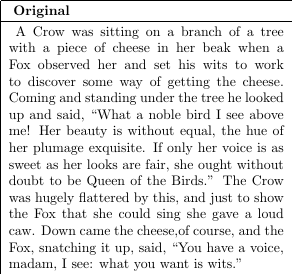 Original
A Crow was sitting on a branch of a tree
with a piece of cheese in her beak when a
Fox observed her and set his wits to work
to discover some way of getting the cheese.
Coming and standing under the tree he looked
up and said, “What a noble bird I see above
me! Her beauty is without equal, the hue of
her plumage exquisite. If only her voice is as
sweet as her looks are fair, she ought without
doubt to be Queen of the Birds.” The Crow
was hugely flattered by this, and just to show
the Fox that she could sing she gave a loud
caw. Down came the cheese,of course, and the
Fox, snatching it up, said, “You have a voice,
madam, I see: what you want is wits.”